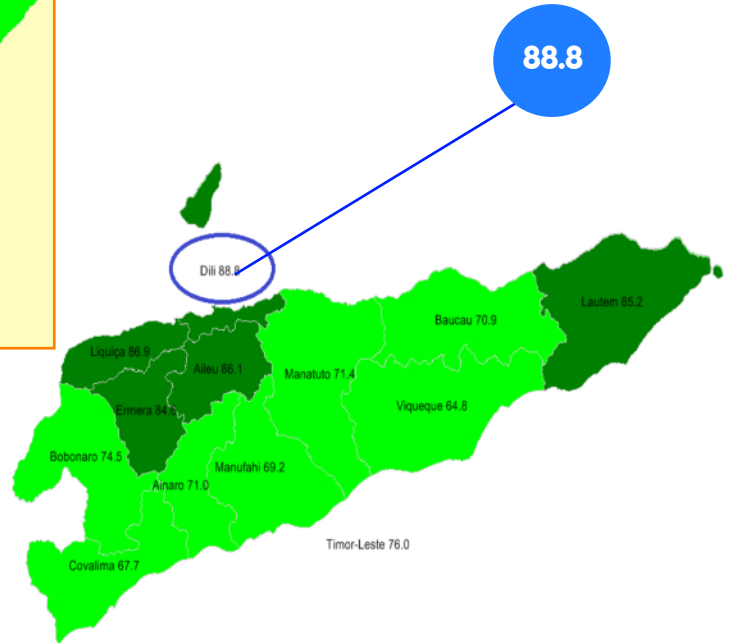 88.8
Dili 88.8
Lautem 85.2
Baucau 70.9
Liquiça 86.9
Aileu 86.1
Manatuto 71.4
Ermera 84.6
Viqueque 64.8
Bobonaro 74.5
Manufahi 69.2
Ainaro 71.0
Timor-Leste 76.0
Covalima 67.7